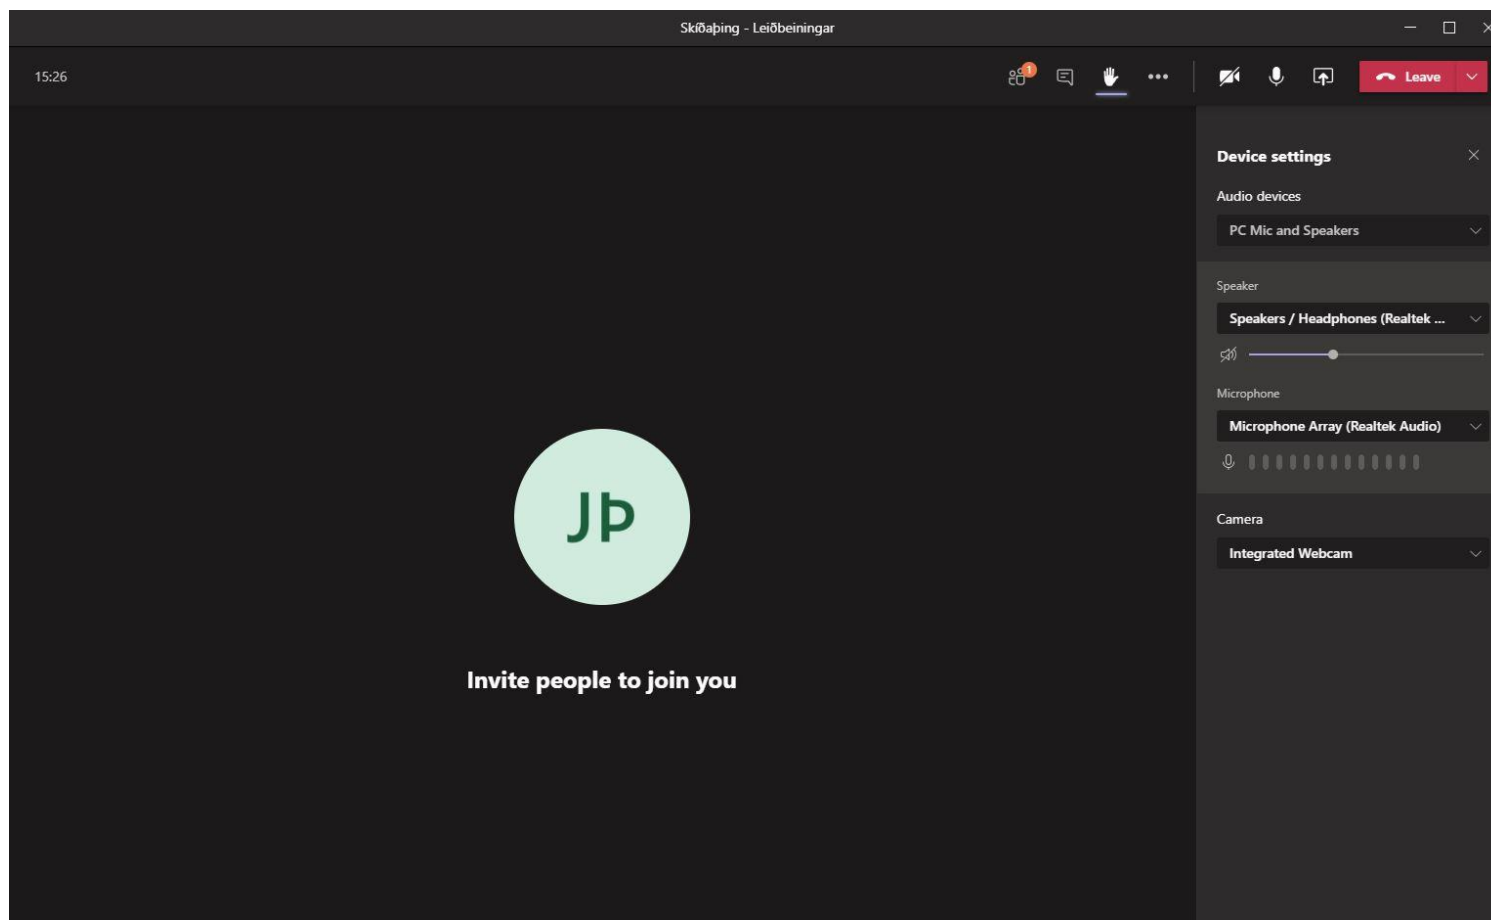 Skíðaþing - Leiðbeiningar
15:26
1
Leave
Device settings
Audio devices
PC Mic and Speakers
Speaker
Speakers / Headphones (Realtek ...
Microphone
Microphone Array (Realtek Audio)
Camera
Integrated Webcam
JÞ
Invite people to join you